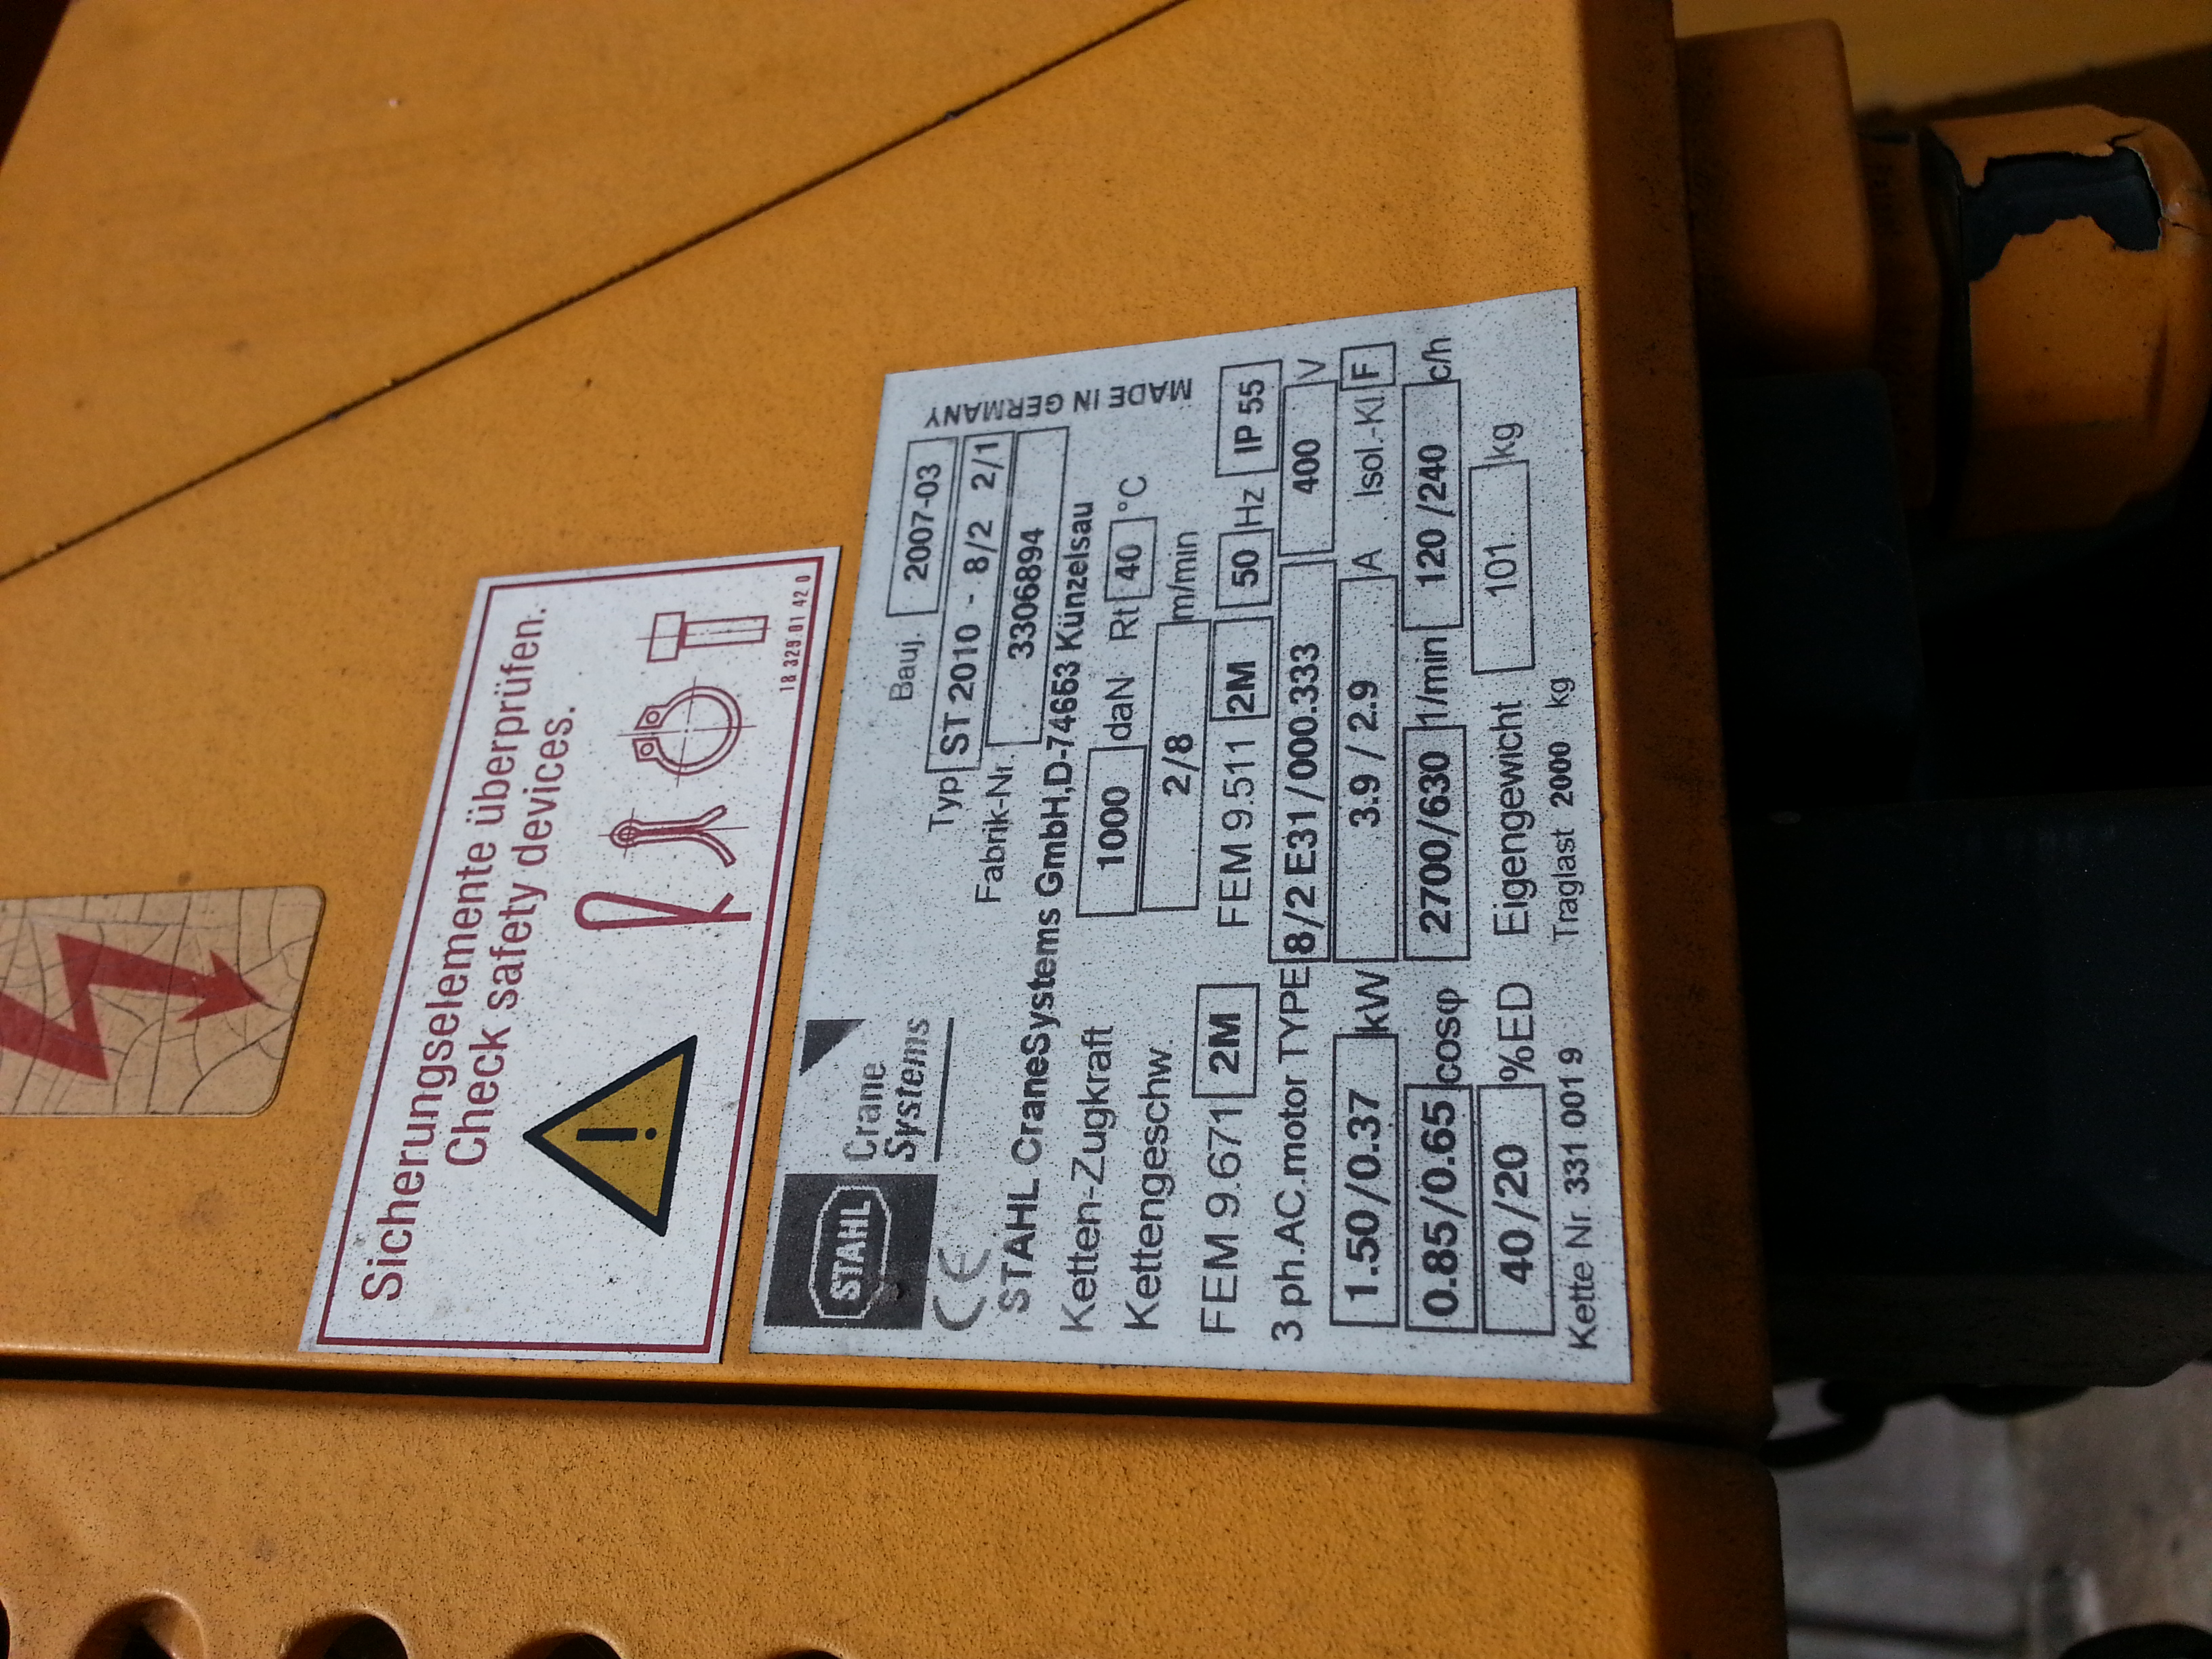 Sicherungselemente überprüfen.
Check safety devices.
18 329 01 42 0
STAHL
Crane
Systems
Bauj. 2007-03
MADE IN GERMANY
CE
Typ ST 2010 - 8/2 2/1
Fabrik-Nr. 3306894
STAHL CraneSystems GmbH,D-74653 Künzelsau
Ketten-Zugkraft 1000 daN Rt 40 °C
Kettengeschw. 2/8 m/min
FEM 9.671 2M FEM 9.511 2M 50 Hz IP 55
3 ph.AC.motor TYPE 8/2 E31/000.333 400 V
1.50/0.37 kW 3.9 / 2.9 A Isol.-Kl. F
0.85/0.65 cosφ 2700/630 1/min 120 /240 c/h
40/20 %ED Eigengewicht 101 kg
Kette Nr. 331 001 9 Traglast 2000 kg